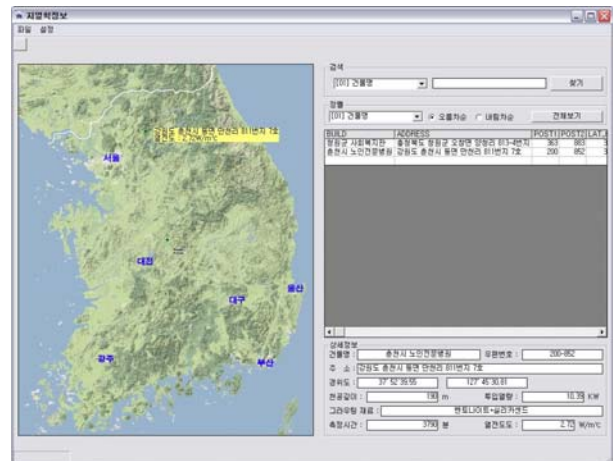 지열학정보
파일 설정
강원도 춘천시 동면 만천리 811번지 7호
열전도 : 2.72W/m℃
서울
대전
대구
울산
광주
부산
검색
[01] 건물명
찾기
정렬
[01] 건물명 오름차순 내림차순 전체보기
BUILD ADDRESS POST1 POST2 LAT_
청원군 사회복지관 충청북도 청원군 오창면 양청리 813-4번지 363 883 3
춘천시 노인전문병원 강원도 춘천시 동면 만천리 811번지 7호 200 852 3
상세정보
건물명 : 춘천시 노인전문병원 우편번호 : 200-852
주 소 : 강원도 춘천시 동면 만천리 811번지 7호
경위도 : 37˚ 52' 39.55 127˚ 45' 30.81
천공깊이 : 190 m 투입열량 : 10.39 KW
그라우팅 재료 : 벤토나이트+실리카샌드
측정시간 : 3790 분 열전도도 : 2.72 W/m℃